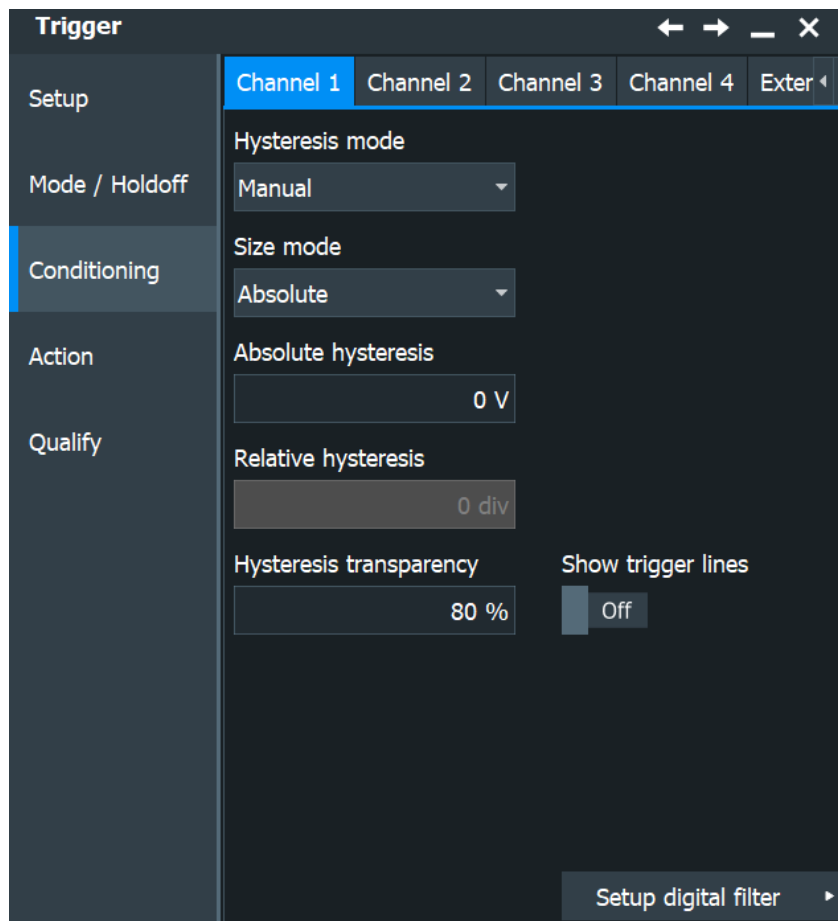 Trigger
Setup
Mode / Holdoff
Conditioning
Action
Qualify
Channel 1 Channel 2 Channel 3 Channel 4 Exter
Hysteresis mode
Manual
Size mode
Absolute
Absolute hysteresis
0 V
Relative hysteresis
0 div
Hysteresis transparency Show trigger lines
80 % Off
Setup digital filter